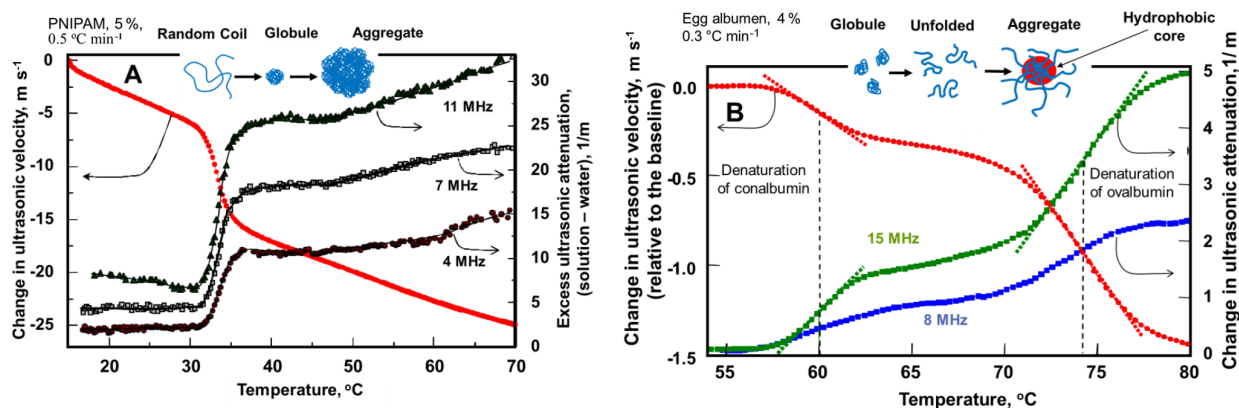 PNIPAM, 5 %,
0.5 °C min⁻¹
Random Coil
Globule
Aggregate
A
11 MHz
7 MHz
4 MHz
Change in ultrasonic velocity, m s⁻¹
0
-5
-10
-15
-20
-25
Excess ultrasonic attenuation,
(solution – water), 1/m
30
25
20
15
10
5
0
20
30
40
50
60
70
Temperature, °C
Egg albumen, 4 %
0.3 °C min⁻¹
Globule
Unfolded
Aggregate
Hydrophobic
core
B
Denaturation
of conalbumin
Denaturation
of ovalbumin
15 MHz
8 MHz
Change in ultrasonic velocity, m s⁻¹
(relative to the baseline)
0.0
-0.5
-1.0
-1.5
Change in ultrasonic attenuation, 1/m
5
4
3
2
1
0
55
60
65
70
75
80
Temperature, °C